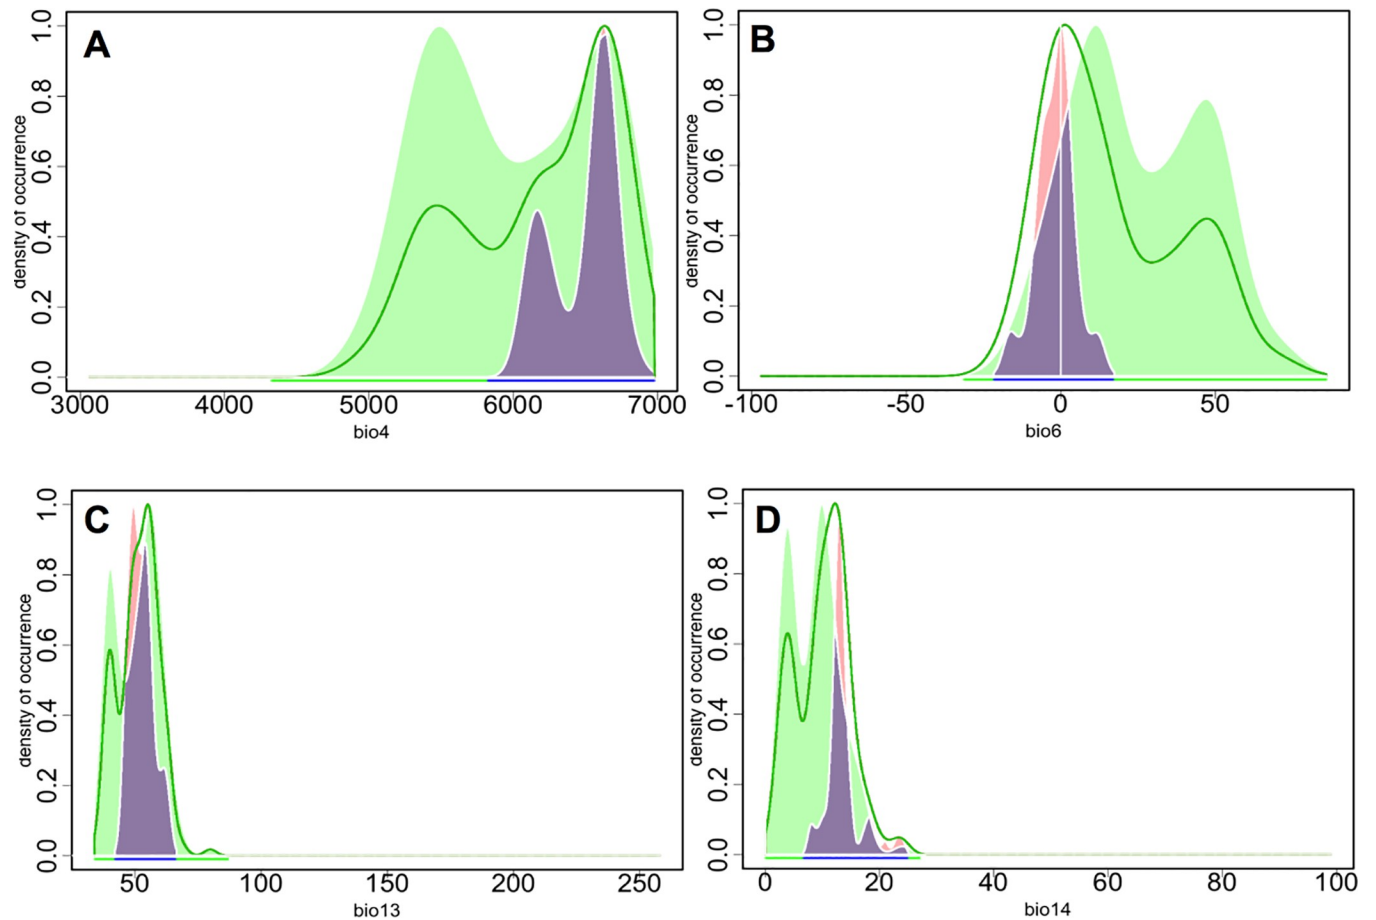 A
density of occurrence
0.0 0.2 0.4 0.6 0.8 1.0
3000 4000 5000 6000 7000
bio4
B
density of occurrence
0.0 0.2 0.4 0.6 0.8 1.0
-100 -50 0 50
bio6
C
density of occurrence
0.0 0.2 0.4 0.6 0.8 1.0
50 100 150 200 250
bio13
D
density of occurrence
0.0 0.2 0.4 0.6 0.8 1.0
0 20 40 60 80 100
bio14